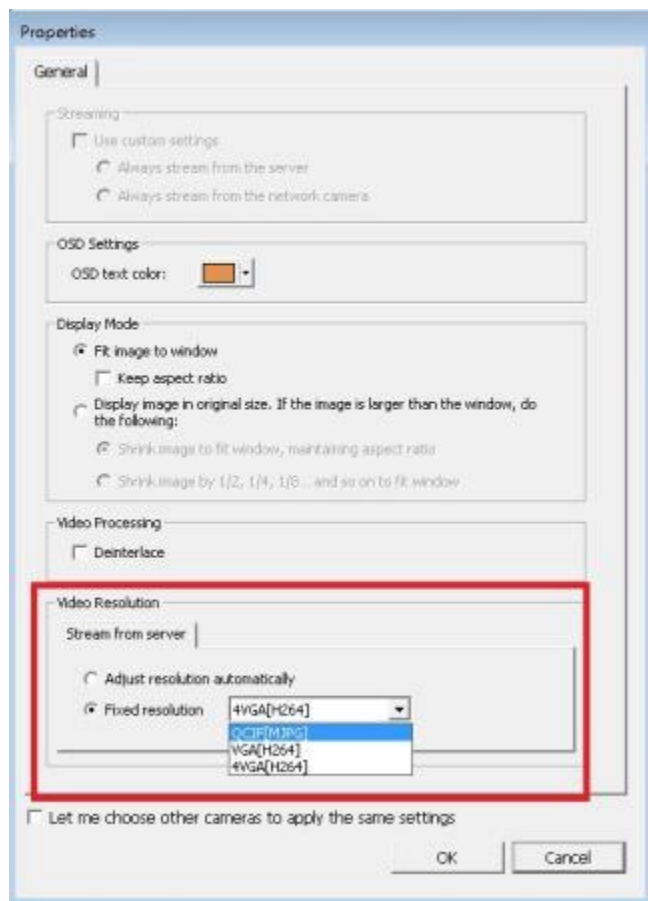 Properties
General
Streaming
Use custom settings
Always stream from the server
Always stream from the network camera
OSD Settings
OSD text color:
Display Mode
Fit image to window
Keep aspect ratio
Display image in original size. If the image is larger than the window, do
the following:
Shrink image to fit window, maintaining aspect ratio
Shrink image by 1/2, 1/4, 1/8... and so on to fit window
Video Processing
Deinterlace
Video Resolution
Stream from server
Adjust resolution automatically
Fixed resolution 4VGA[H264]
QCIF[MJPG]
VGA[H264]
4VGA[H264]
Let me choose other cameras to apply the same settings
OK Cancel